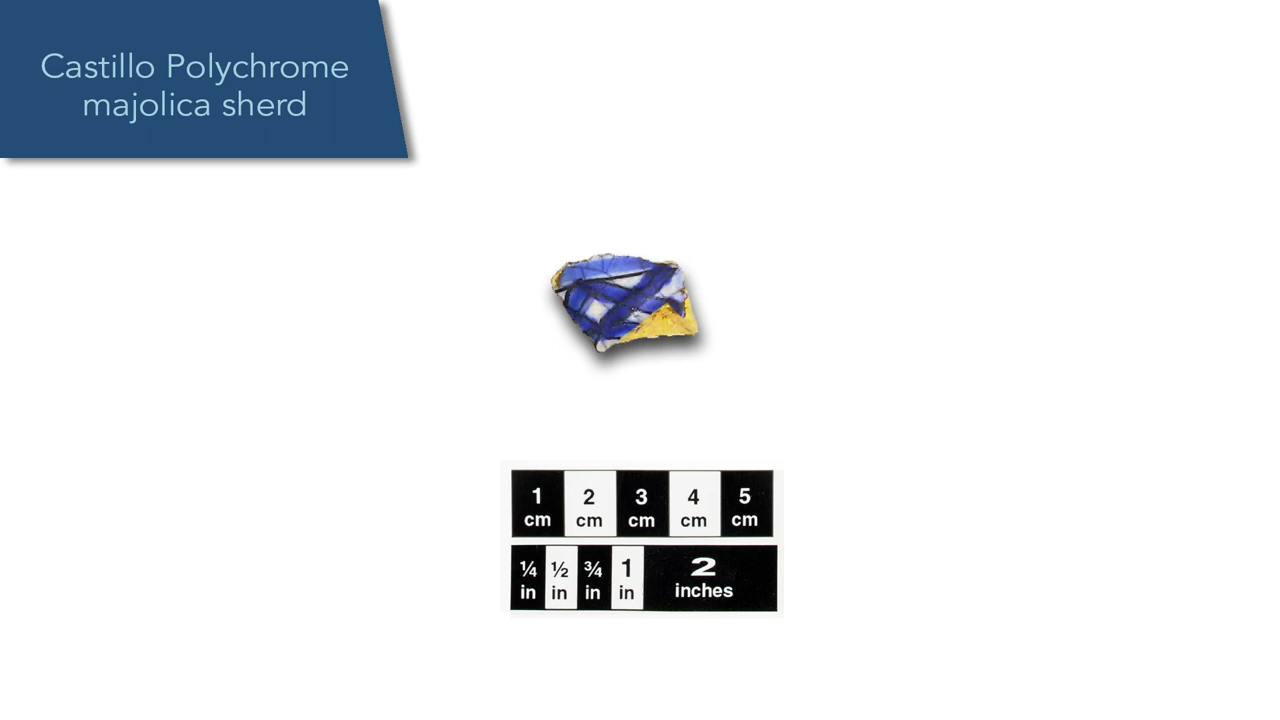 Castillo Polychrome
majolica sherd
1 2 3 4 5
cm cm cm cm cm
¼ ½ ¾ 1 2
in in in in inches